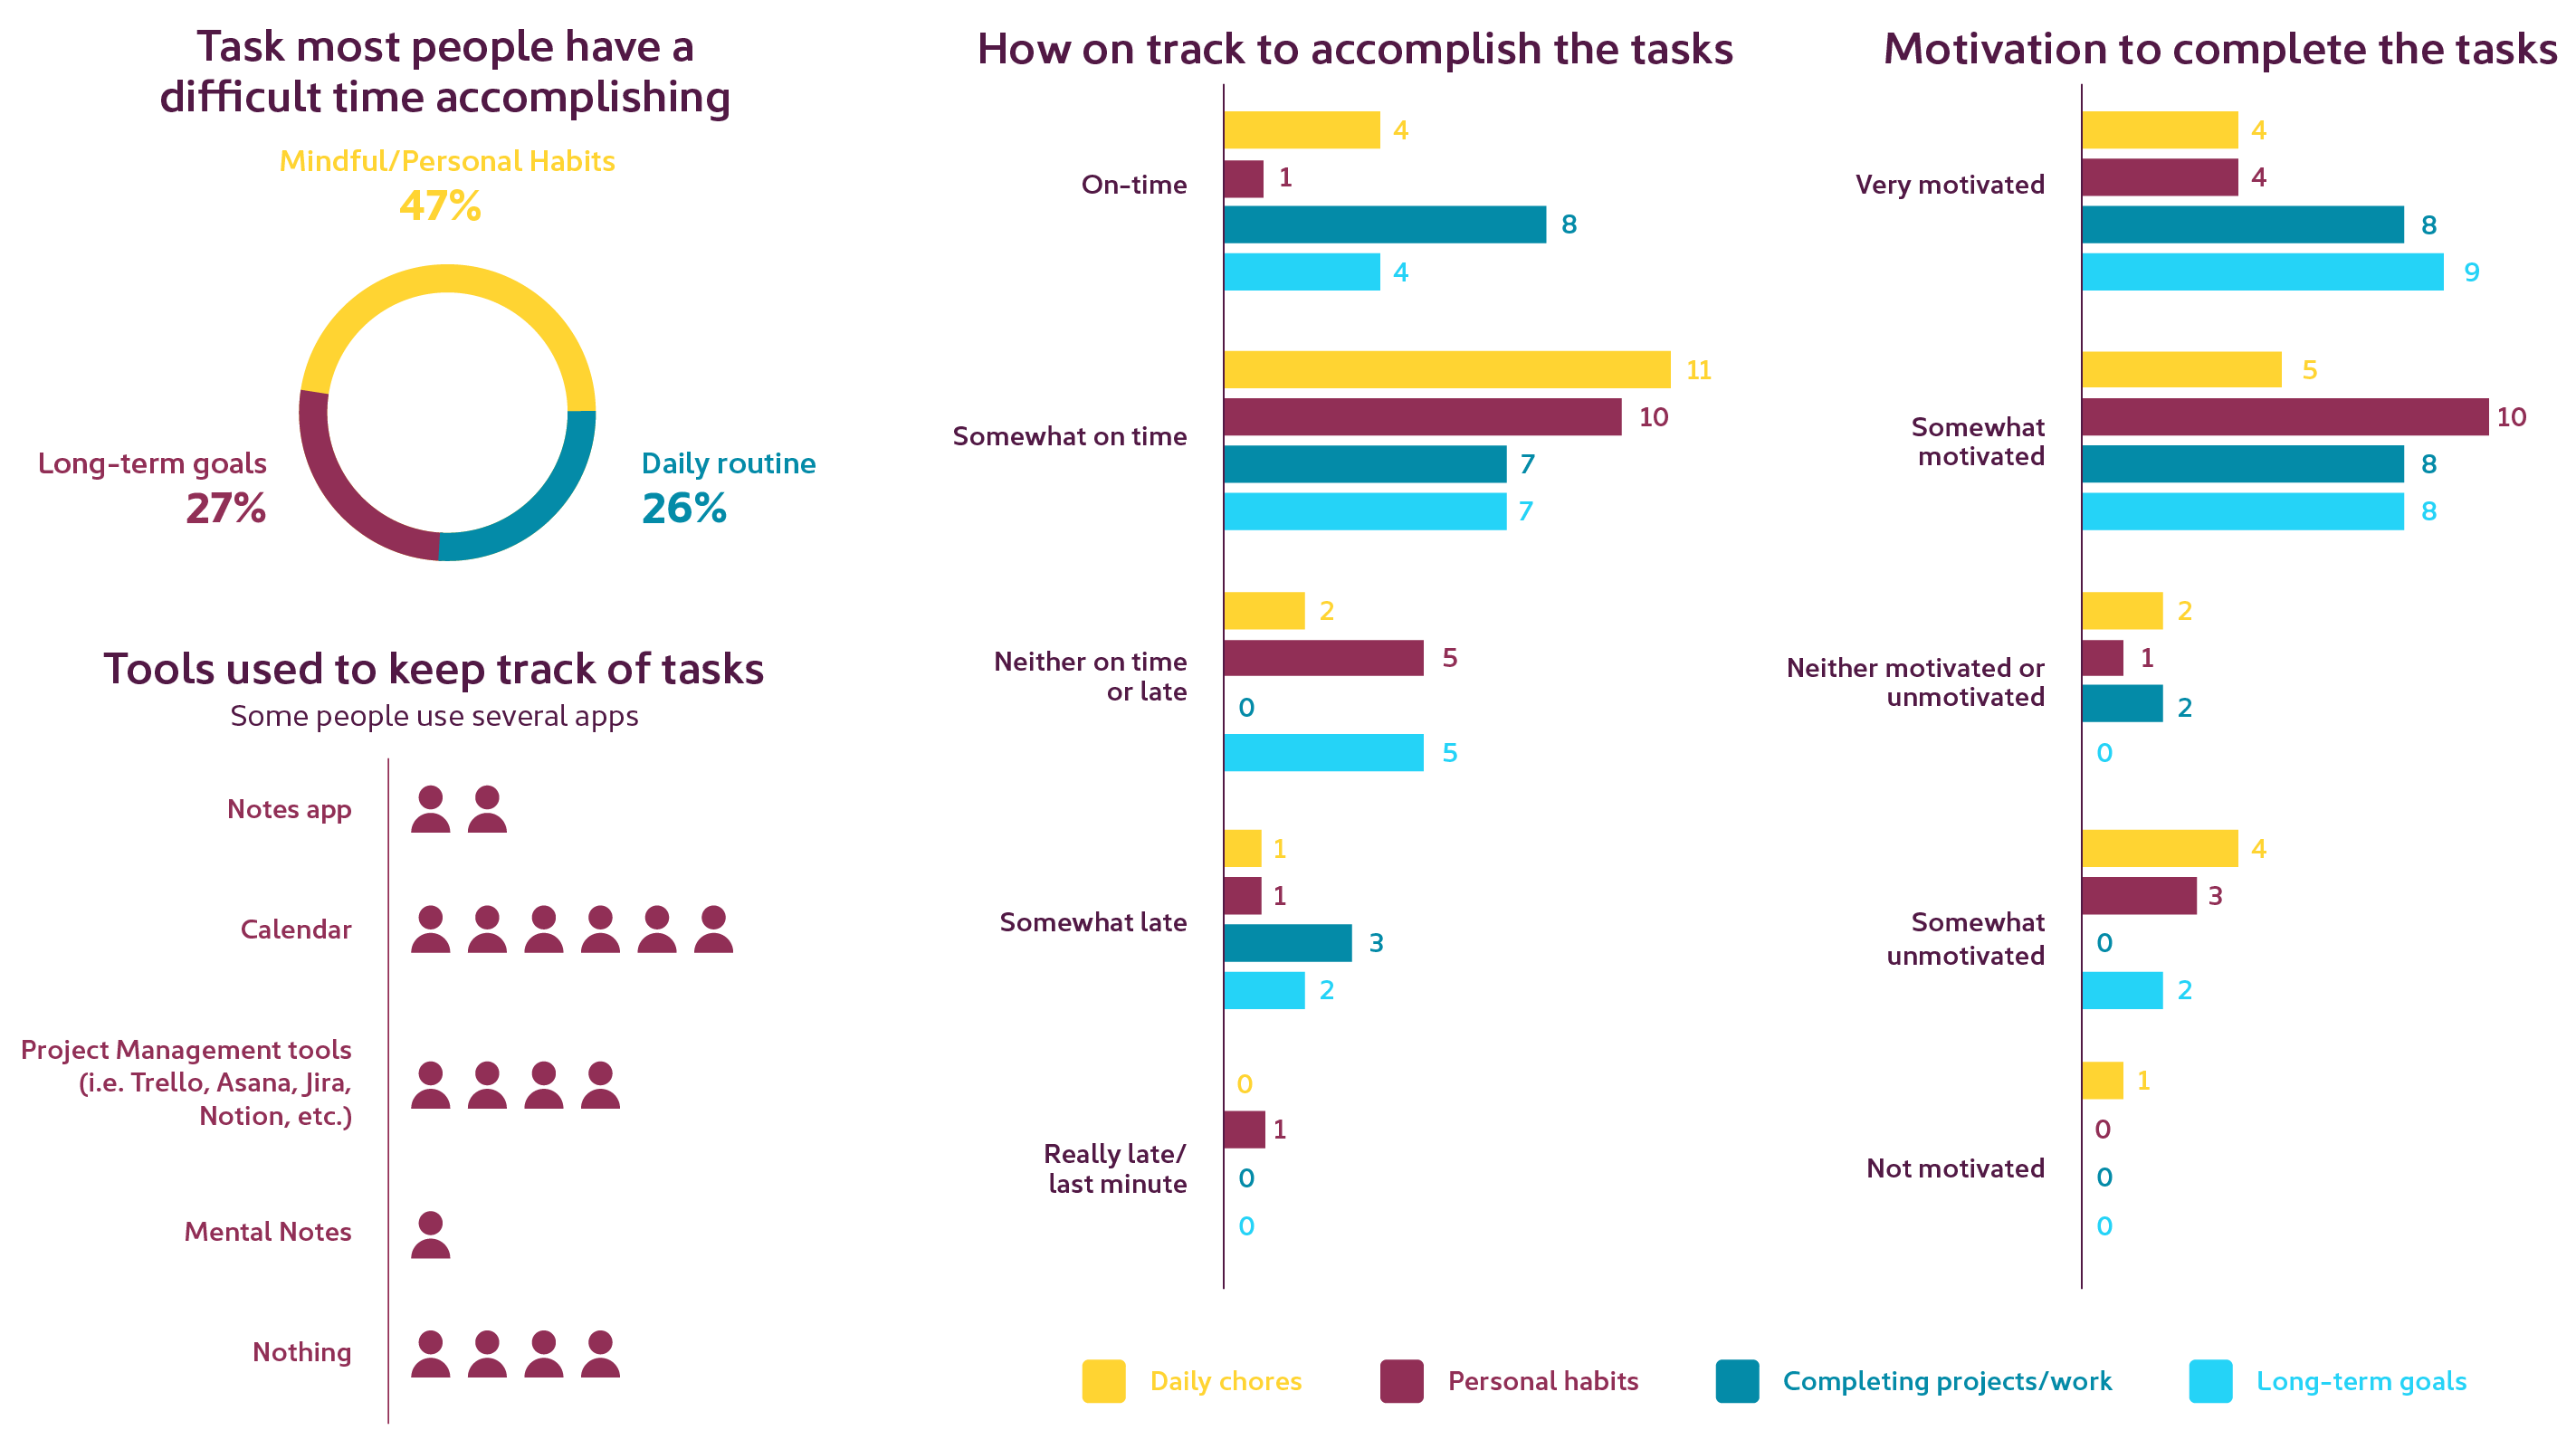 Task most people have a
difficult time accomplishing
Mindful/Personal Habits
47%
Long-term goals
27%
Daily routine
26%
Tools used to keep track of tasks
Some people use several apps
Notes app
Calendar
Project Management tools
(i.e. Trello, Asana, Jira,
Notion, etc.)
Mental Notes
Nothing
How on track to accomplish the tasks
On-time
4
1
8
4
Somewhat on time
11
10
7
7
Neither on time
or late
2
5
0
5
Somewhat late
1
1
3
2
Really late/
last minute
0
1
0
0
Motivation to complete the tasks
Very motivated
4
4
8
9
Somewhat
motivated
5
10
8
8
Neither motivated or
unmotivated
2
1
2
0
Somewhat
unmotivated
4
3
0
2
Not motivated
1
0
0
0
Daily chores
Personal habits
Completing projects/work
Long-term goals